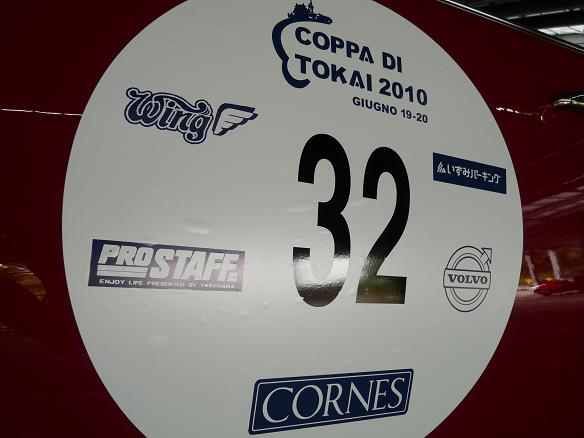 COPPA DI
TOKAI 2010
GIUGNO 19-20
Wing
32
いずみパーキング
PROSTAFF
ENJOY LIFE PRESENTED BY TAKEHARA
VOLVO
CORNES